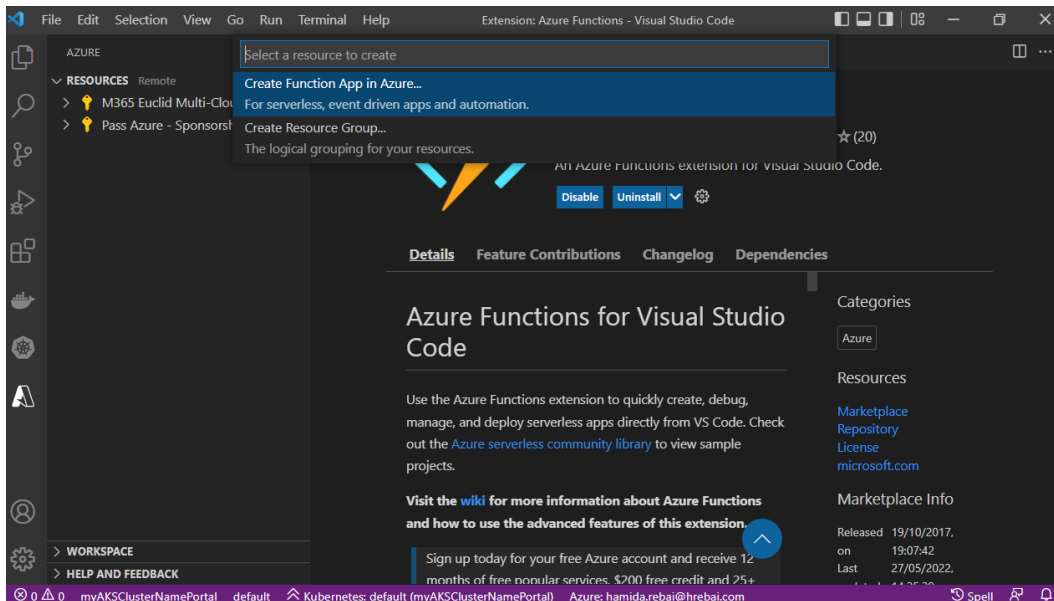 File Edit Selection View Go Run Terminal Help Extension: Azure Functions - Visual Studio Code
AZURE
RESOURCES Remote
M365 Euclid Multi-Clou
Pass Azure - Sponsorsh
Select a resource to create
Create Function App in Azure...
For serverless, event driven apps and automation.
Create Resource Group...
The logical grouping for your resources.
(20)
An Azure Functions extension for Visual Studio Code.
Disable Uninstall
Details Feature Contributions Changelog Dependencies
Azure Functions for Visual Studio
Code
Use the Azure Functions extension to quickly create, debug,
manage, and deploy serverless apps directly from VS Code. Check
out the Azure serverless community library to view sample
projects.
Visit the wiki for more information about Azure Functions
and how to use the advanced features of this extension.
Sign up today for your free Azure account and receive 12
months of free popular services, $200 free credit and 25+
Categories
Azure
Resources
Marketplace
Repository
License
microsoft.com
Marketplace Info
Released 19/10/2017,
on 19:07:42
Last 27/05/2022,
WORKSPACE
HELP AND FEEDBACK
0 0 myAKSClusterNamePortal default Kubernetes: default (myAKSClusterNamePortal) Azure: hamida.rebai@hrebai.com Spell